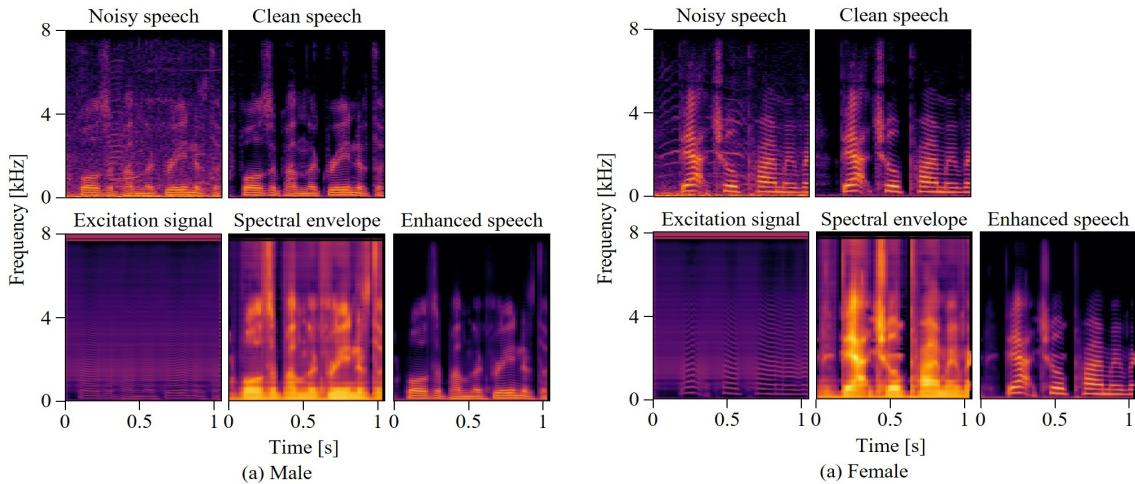 Noisy speech Clean speech
8
4
0
Excitation signal Spectral envelope Enhanced speech
8
4
0
0 0.5 1 0 0.5 1 0 0.5 1
Frequency [kHz]
Time [s]
(a) Male
Noisy speech Clean speech
8
4
0
Excitation signal Spectral envelope Enhanced speech
8
4
0
0 0.5 1 0 0.5 1 0 0.5 1
Frequency [kHz]
Time [s]
(a) Female